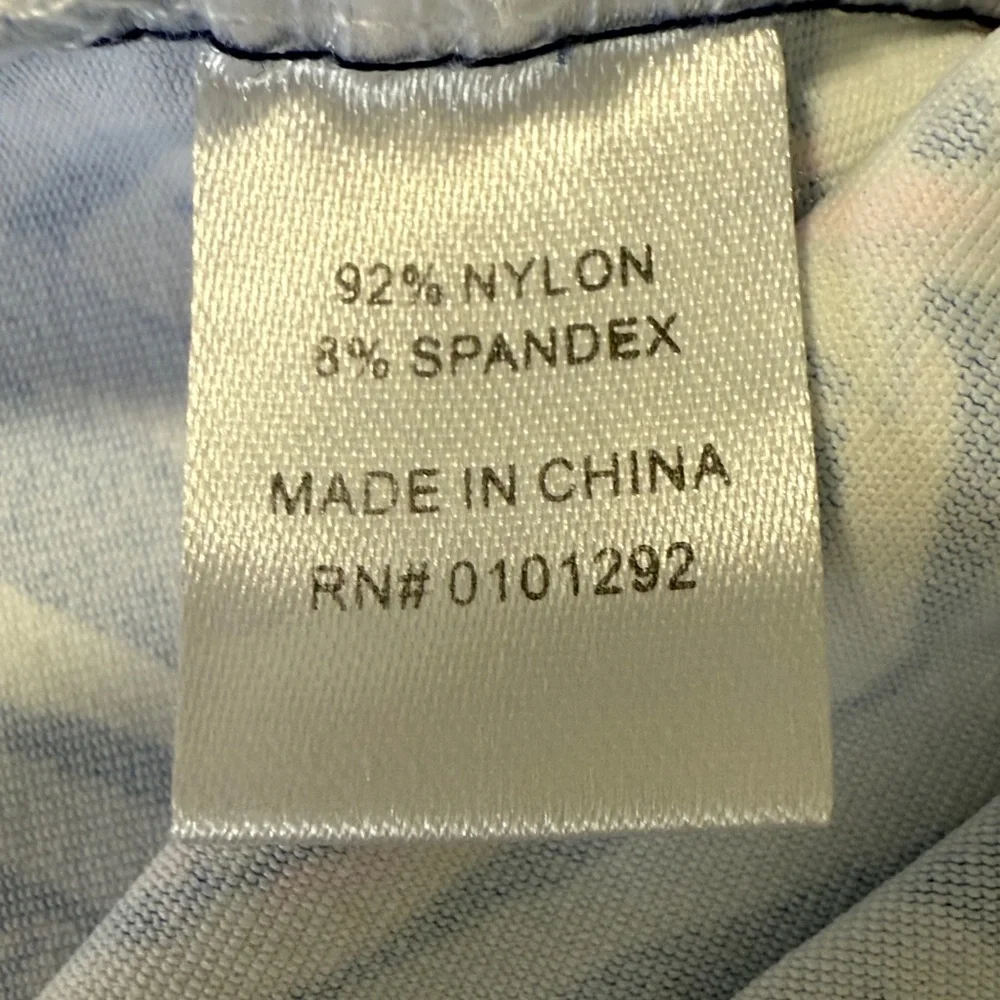 92% NYLON
8% SPANDEX
MADE IN CHINA
RN# 0101292